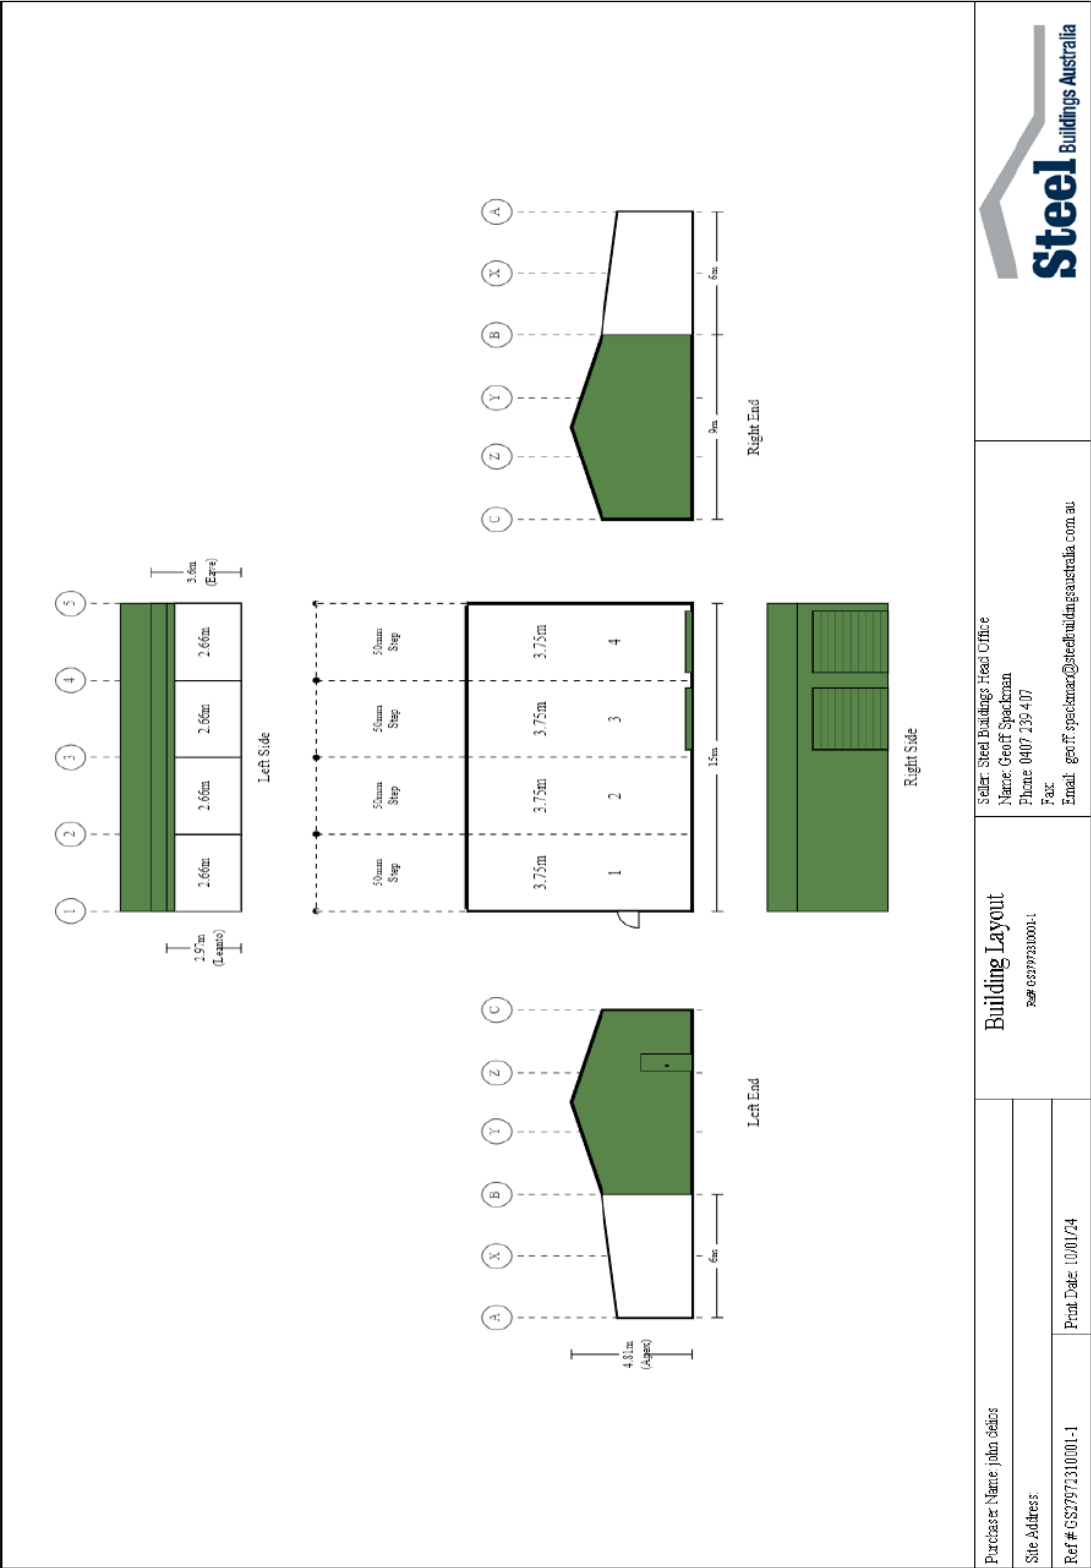 1
2
3
4
5
2.97m
(Leanto)
2.66m
2.66m
2.66m
2.66m
3.6m
(Eave)
Left Side
50mm
Step
50mm
Step
50mm
Step
50mm
Step
3.75m
3.75m
3.75m
3.75m
1
2
3
4
15m
A
X
B
Y
Z
C
4.81m
(Apex)
6m
Left End
C
Z
Y
B
X
A
9m
6m
Right End
Right Side
Purchaser Name: john delios
Site Address:
Ref # GS27972310001-1
Print Date: 10/01/24
Building Layout
Ref# GS27972310001-1
Seller: Steel Buildings Head Office
Name: Geoff Spackman
Phone: 0407 239 407
Fax:
Email: geoff.spackman@steelbuildingsaustralia.com.au
Steel Buildings Australia